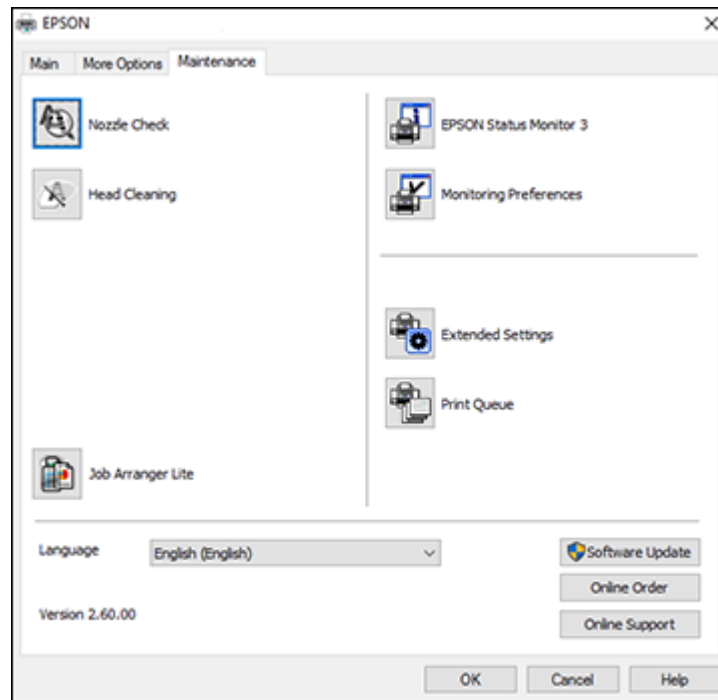 EPSON
Main More Options Maintenance
Nozzle Check
EPSON Status Monitor 3
Head Cleaning
Monitoring Preferences
Extended Settings
Print Queue
Job Arranger Lite
Language English (English)
Software Update
Online Order
Version 2.60.00
Online Support
OK Cancel Help